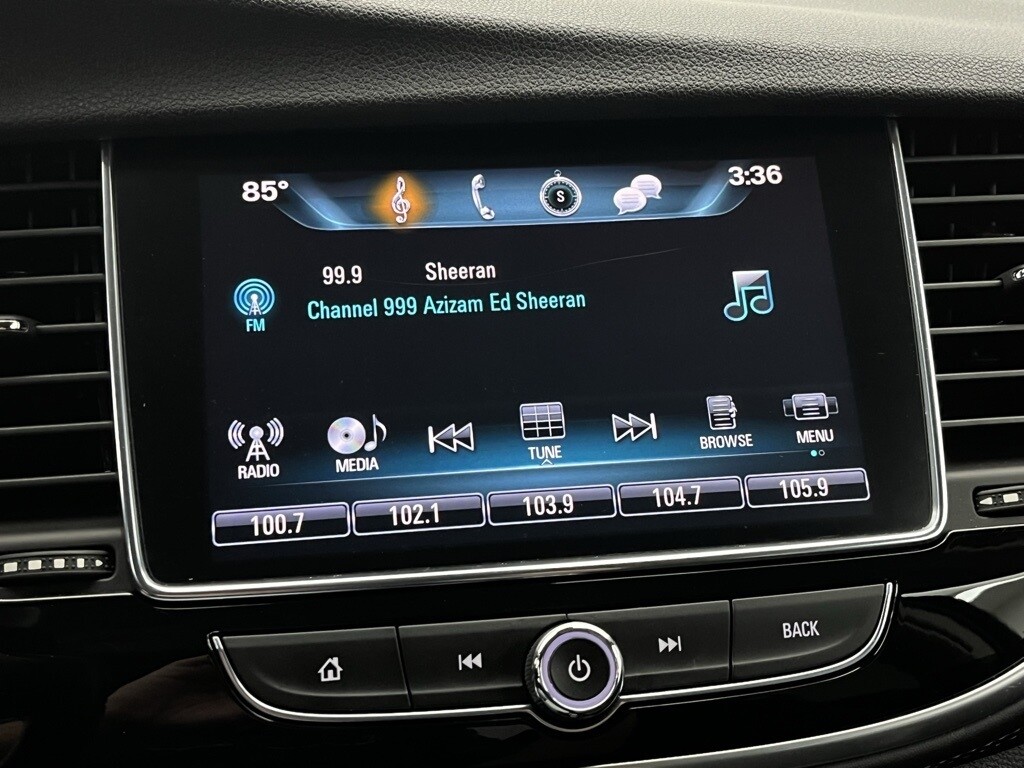 85° 3:36
S
99.9 Sheeran
Channel 999 Azizam Ed Sheeran
FM
RADIO MEDIA TUNE BROWSE MENU
100.7 102.1 103.9 104.7 105.9
BACK